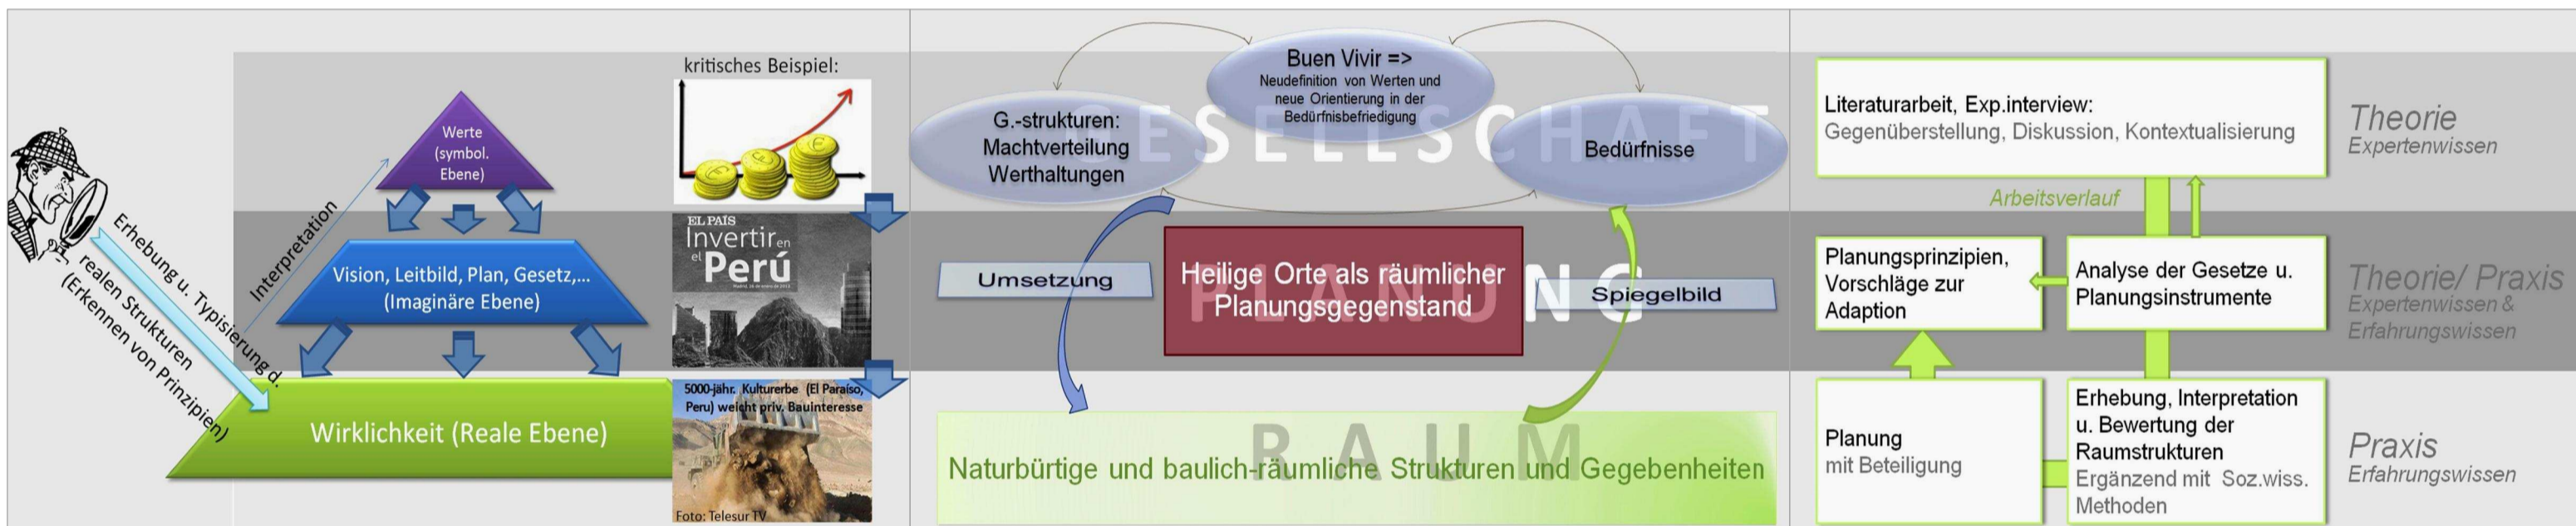 Erhebung u. Typisierung d.
realen Strukturen
(Erkennen von Prinzipien)
Interpretation
Werte
(symbol.
Ebene)
Vision, Leitbild, Plan, Gesetz,...
(Imaginäre Ebene)
Wirklichkeit (Reale Ebene)
kritisches Beispiel:
EL PAÍS
Invertir en
el Perú
5000-jähr. Kulturerbe (El Paraíso,
Peru) weicht priv. Bauinteresse
Foto: Telesur TV
GESELLSCHAFT
Buen Vivir =>
Neudefinition von Werten und
neue Orientierung in der
Bedürfnisbefriedigung
G.-strukturen:
Machtverteilung
Werthaltungen
Bedürfnisse
PLANUNG
Umsetzung
Heilige Orte als räumlicher
Planungsgegenstand
Spiegelbild
RAUM
Naturbürtige und baulich-räumliche Strukturen und Gegebenheiten
Literaturarbeit, Exp.interview:
Gegenüberstellung, Diskussion, Kontextualisierung
Arbeitsverlauf
Planungsprinzipien,
Vorschläge zur
Adaption
Analyse der Gesetze u.
Planungsinstrumente
Planung
mit Beteiligung
Erhebung, Interpretation
u. Bewertung der
Raumstrukturen
Ergänzend mit Soz.wiss.
Methoden
Theorie
Expertenwissen
Theorie/ Praxis
Expertenwissen &
Erfahrungswissen
Praxis
Erfahrungswissen